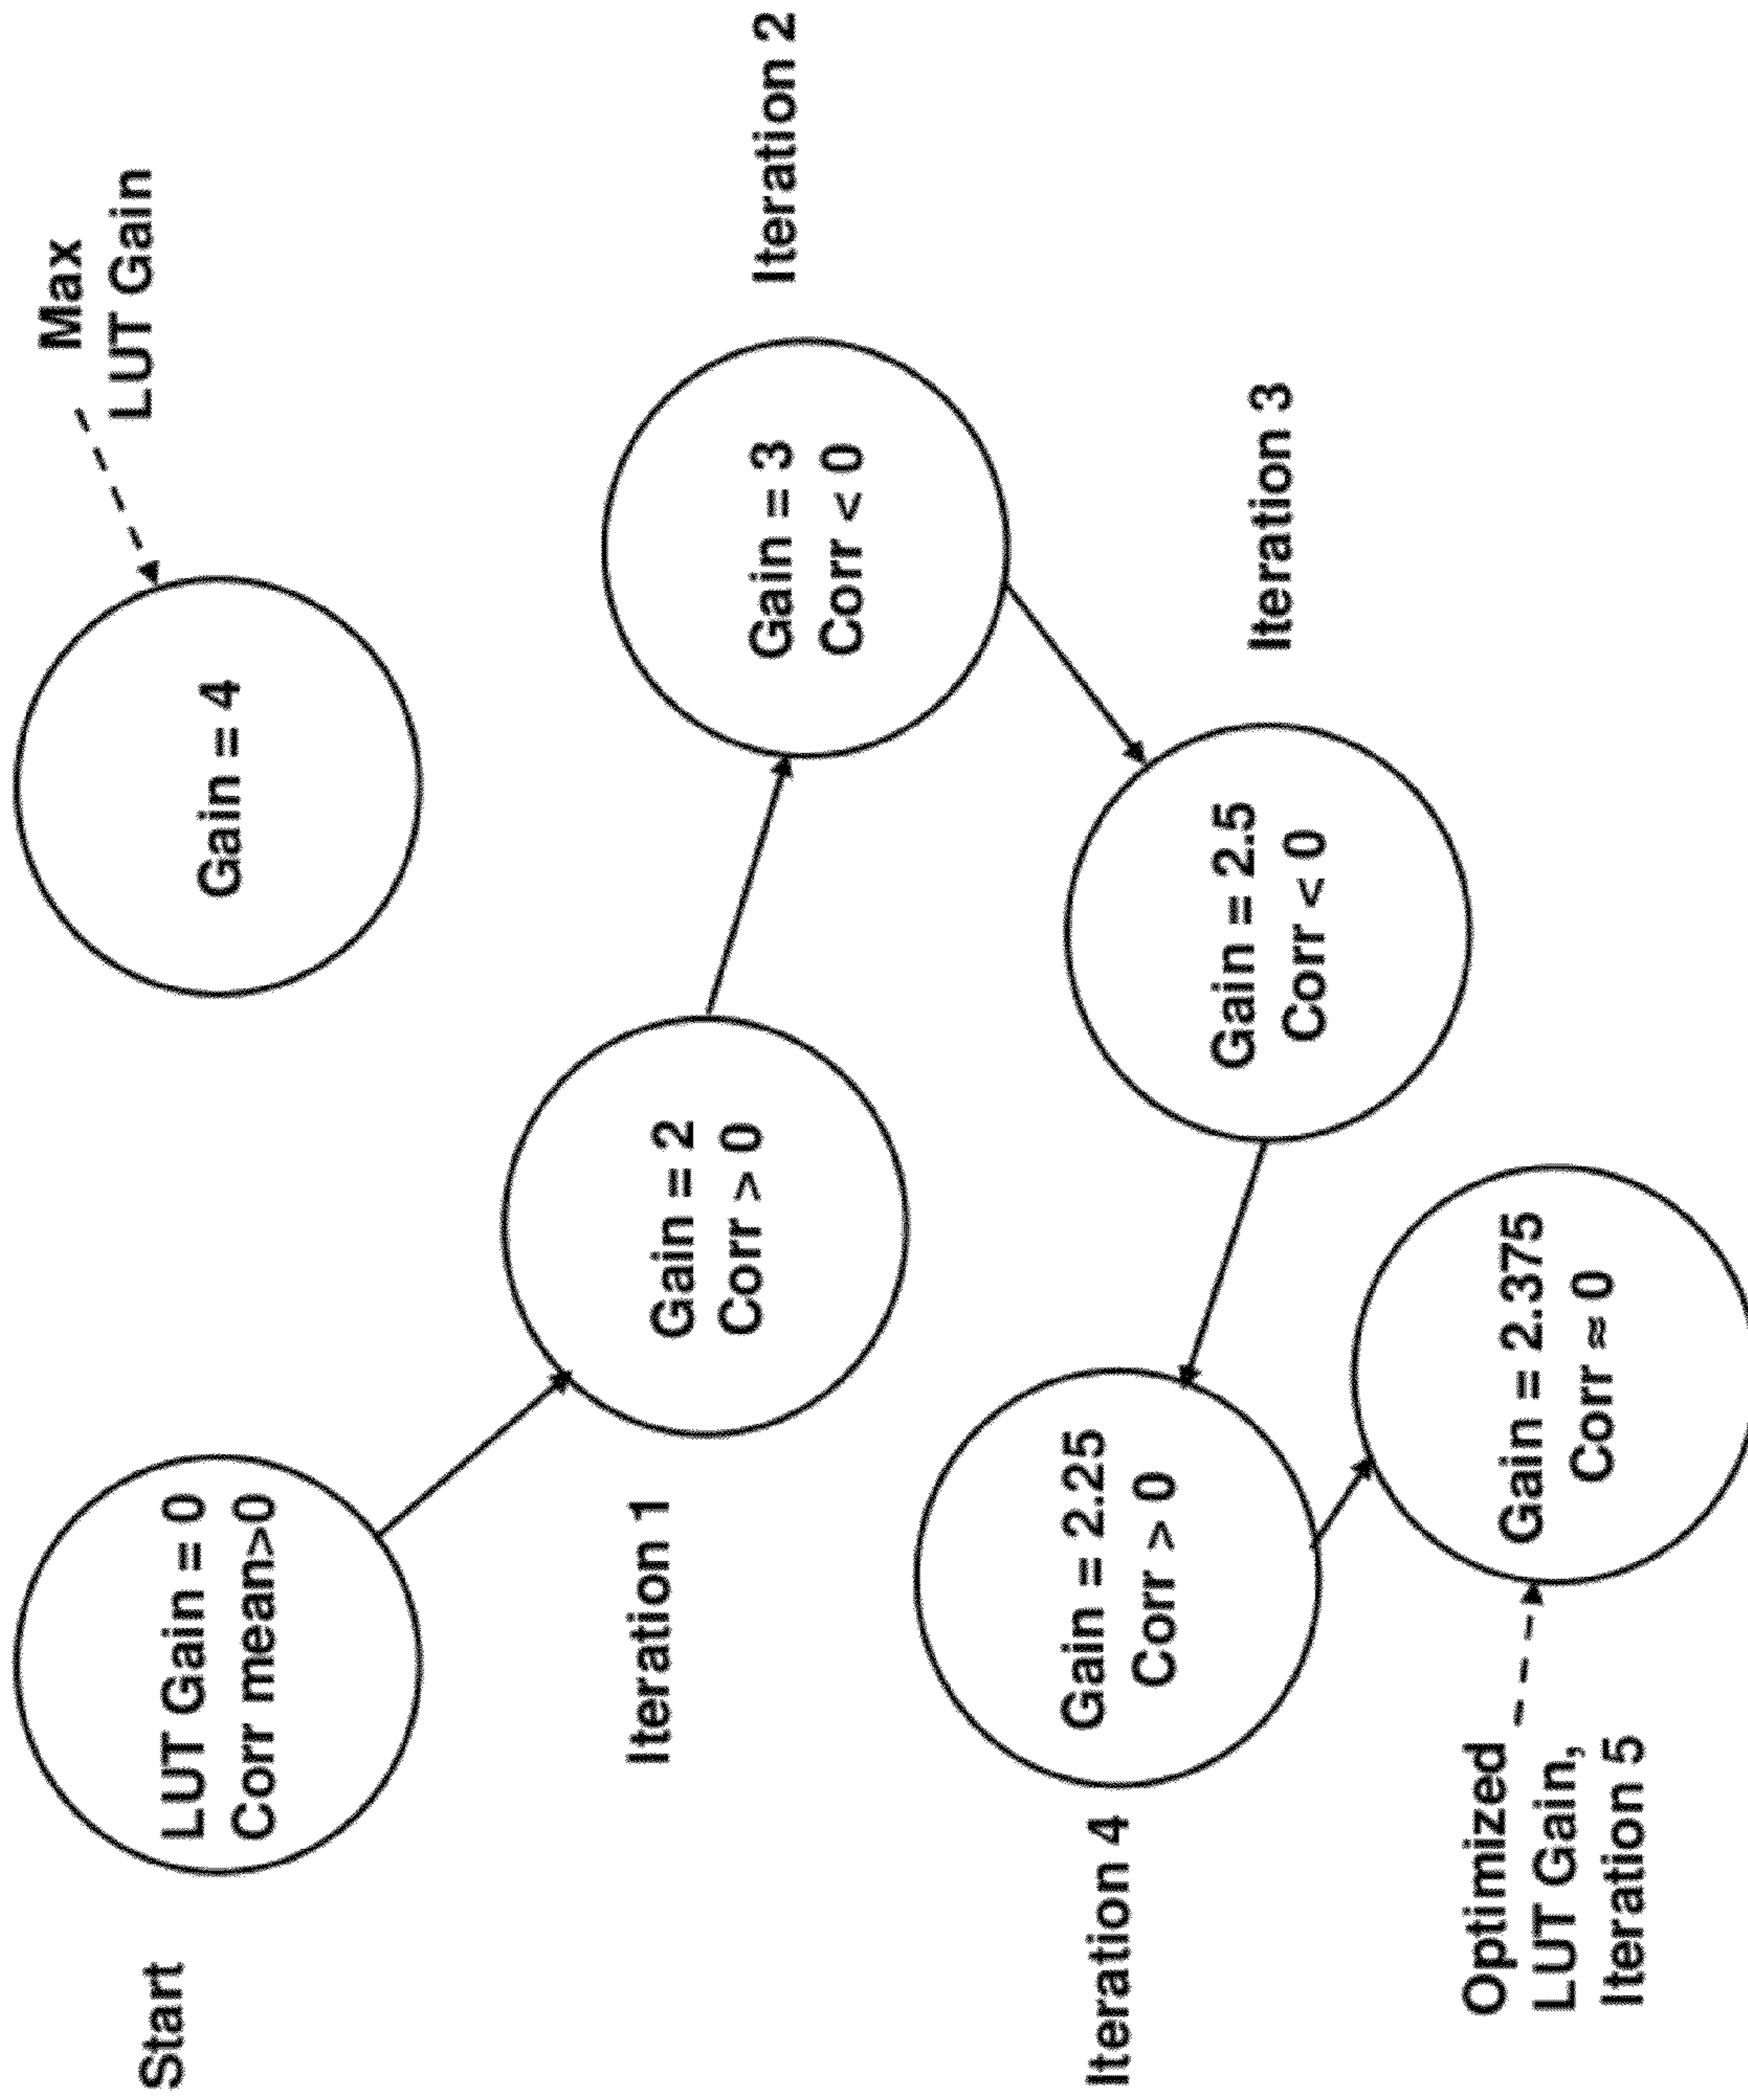 Start
LUT Gain = 0
Corr mean>0
Gain = 4
Max
LUT Gain
Iteration 1
Gain = 2
Corr > 0
Gain = 3
Corr < 0
Iteration 2
Gain = 2.5
Corr < 0
Iteration 3
Iteration 4
Gain = 2.25
Corr > 0
Optimized
LUT Gain,
Iteration 5
Gain = 2.375
Corr ≈ 0